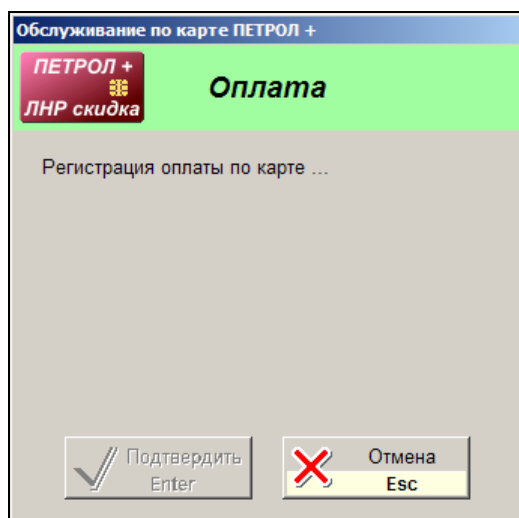 Обслуживание по карте ПЕТРОЛ +
ПЕТРОЛ +
ЛНР скидка
Оплата
Регистрация оплаты по карте ...
Подтвердить
Enter
Отмена
Esc